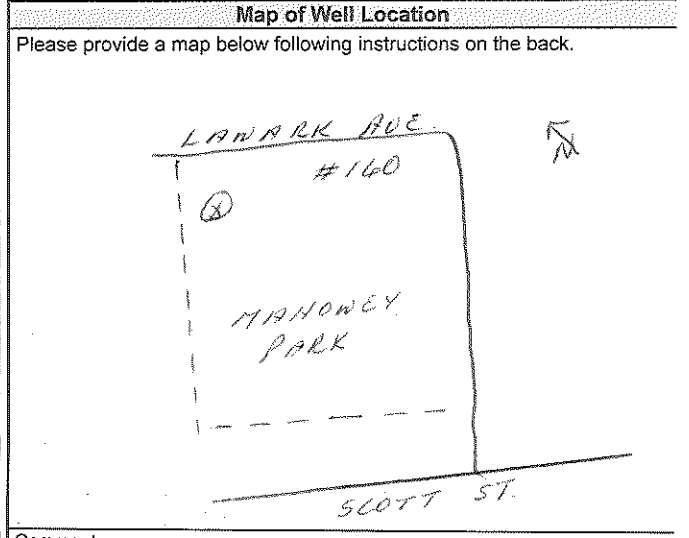 Map of Well Location
Please provide a map below following instructions on the back.
LANARK AVE.
N
#160
X
MAHONEY
PARK
SCOTT ST.